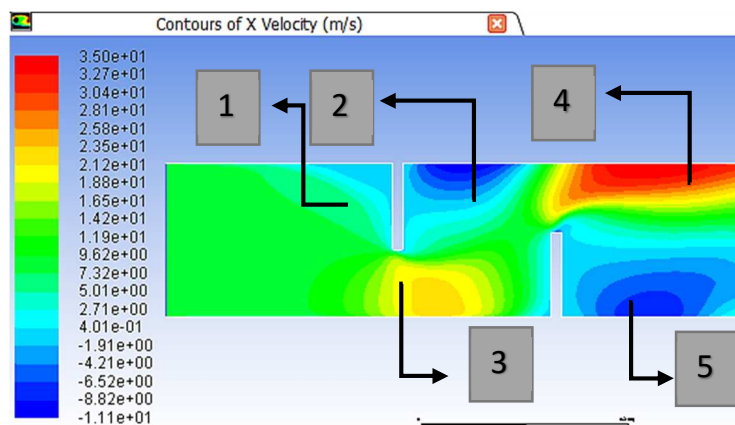 Contours of X Velocity (m/s)
3.50e+01
3.27e+01
3.04e+01
2.81e+01
2.58e+01
2.35e+01
2.12e+01
1.88e+01
1.65e+01
1.42e+01
1.19e+01
9.62e+00
7.32e+00
5.01e+00
2.71e+00
4.01e-01
-1.91e+00
-4.21e+00
-6.52e+00
-8.82e+00
-1.11e+01
1
2
4
3
5